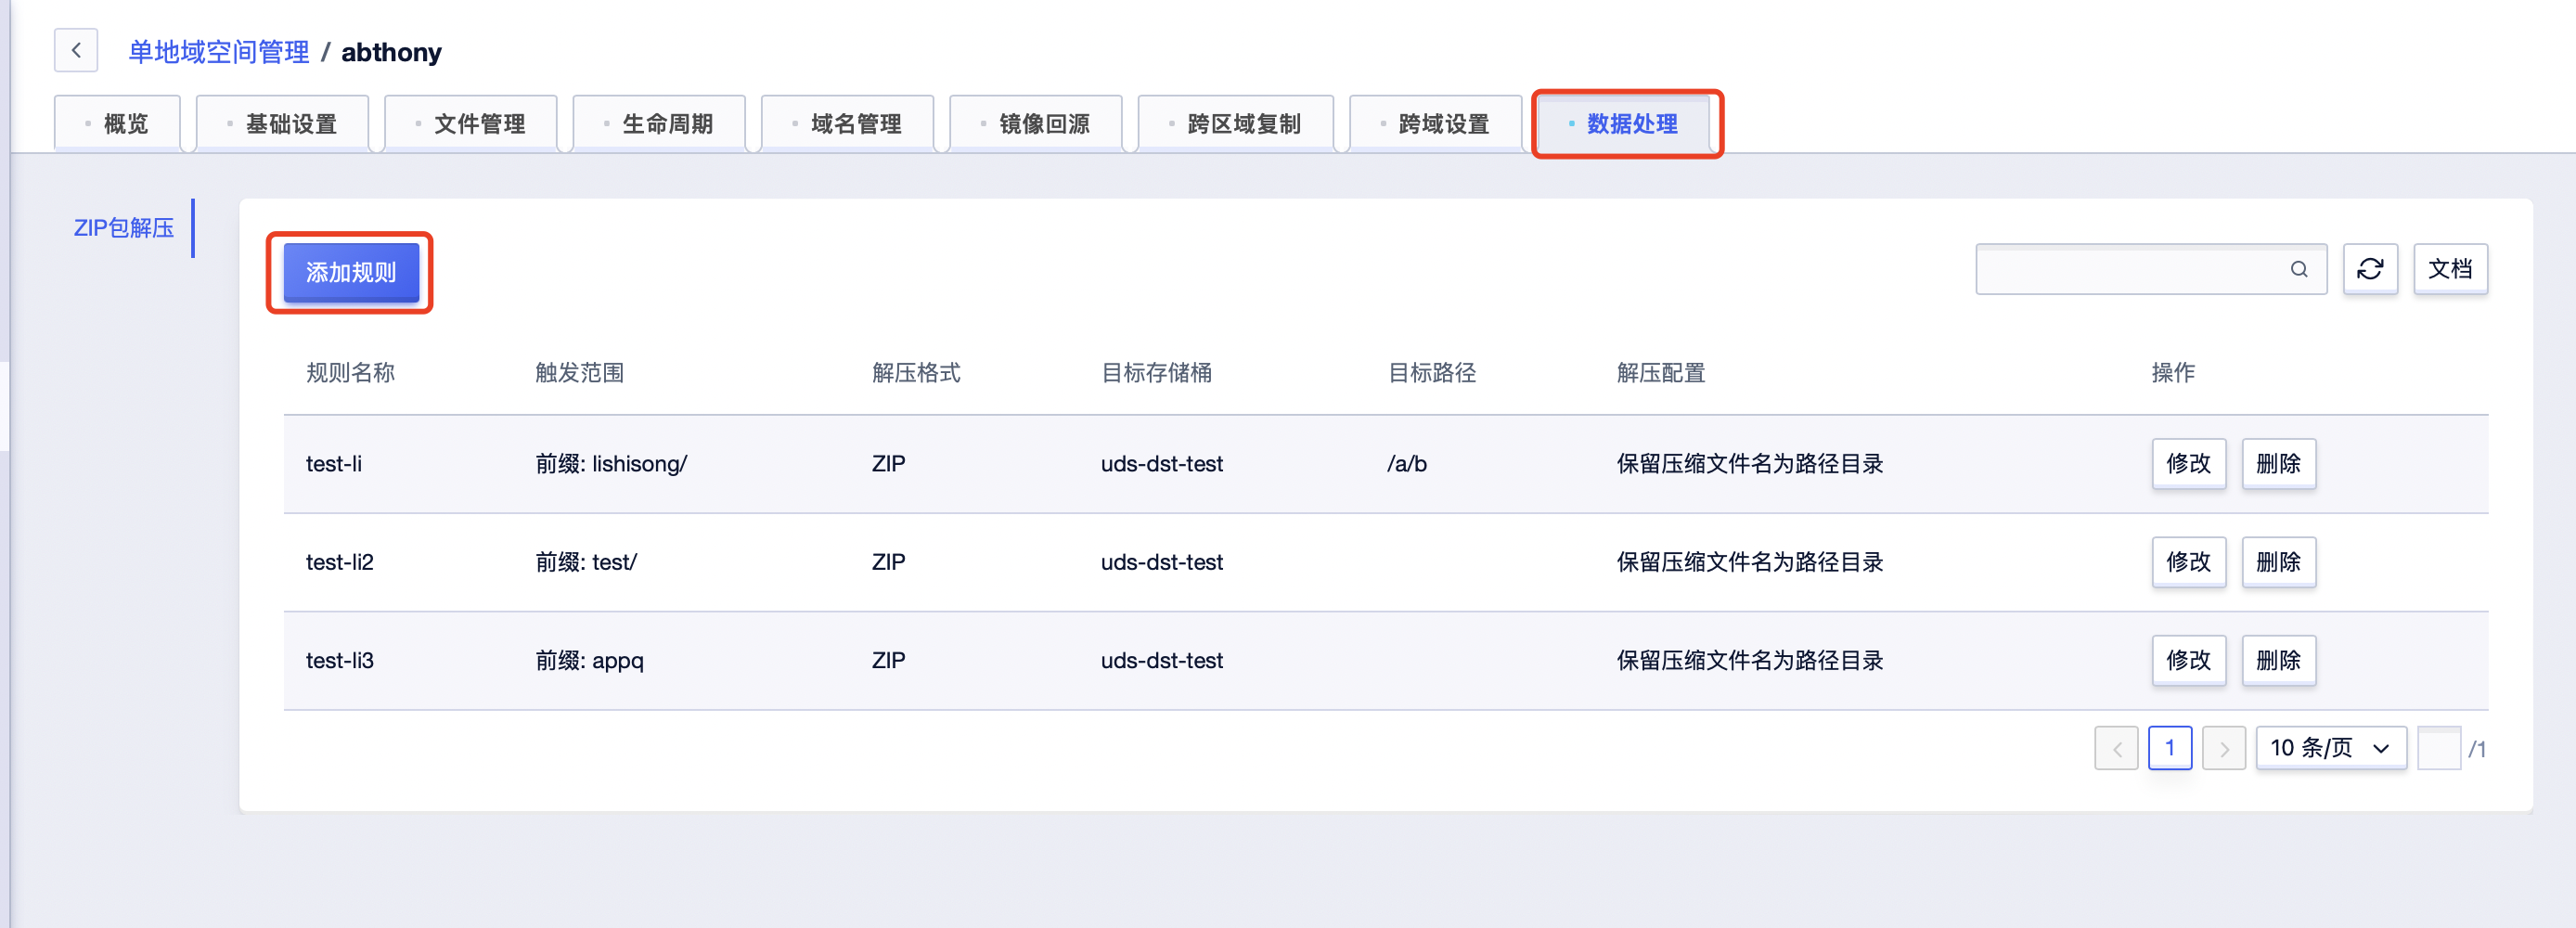 单地域空间管理 / abthony
概览 基础设置 文件管理 生命周期 域名管理 镜像回源 跨区域复制 跨域设置 数据处理
ZIP包解压
添加规则 文档
规则名称 触发范围 解压格式 目标存储桶 目标路径 解压配置 操作
test-li 前缀: lishisong/ ZIP uds-dst-test /a/b 保留压缩文件名为路径目录 修改 删除
test-li2 前缀: test/ ZIP uds-dst-test 保留压缩文件名为路径目录 修改 删除
test-li3 前缀: appq ZIP uds-dst-test 保留压缩文件名为路径目录 修改 删除
1 10 条/页 /1